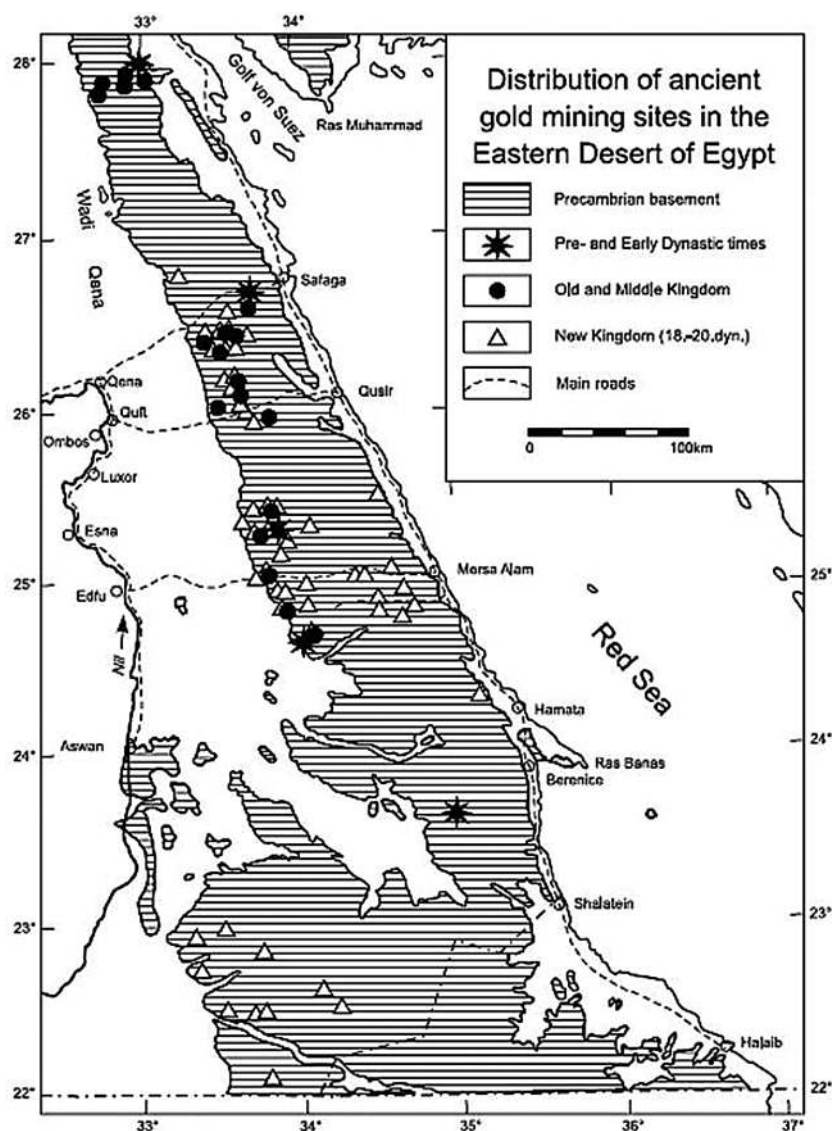 33°
34°
28°
27°
26°
25°
24°
23°
22°
Golf von Suez
Ras Muhammad
Wadi
Qena
Safaga
Qena
Quft
Ombos
Luxor
Qusir
Esna
Edfu
Nil
Mersa Alam
Aswan
Hamata
Ras Banas
Berenice
Shalatein
Halaib
Red Sea
Distribution of ancient
gold mining sites in the
Eastern Desert of Egypt
Precambrian basement
Pre- and Early Dynastic times
Old and Middle Kingdom
New Kingdom (18.-20.dyn.)
Main roads
0
100km
25°
24°
23°
22°
33°
34°
35°
36°
37°